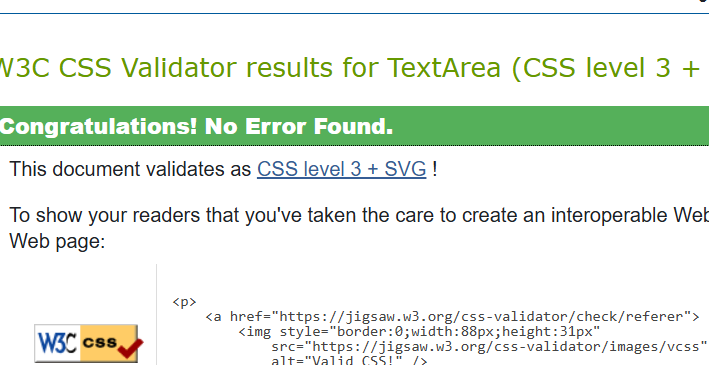 W3C CSS Validator results for TextArea (CSS level 3 +
Congratulations! No Error Found.
This document validates as CSS level 3 + SVG !
To show your readers that you've taken the care to create an interoperable Web
Web page:
<p>
<a href="https://jigsaw.w3.org/css-validator/check/referer">
<img style="border:0;width:88px;height:31px"
src="https://jigsaw.w3.org/css-validator/images/vcss"
alt="Valid CSS!" />
W3C css